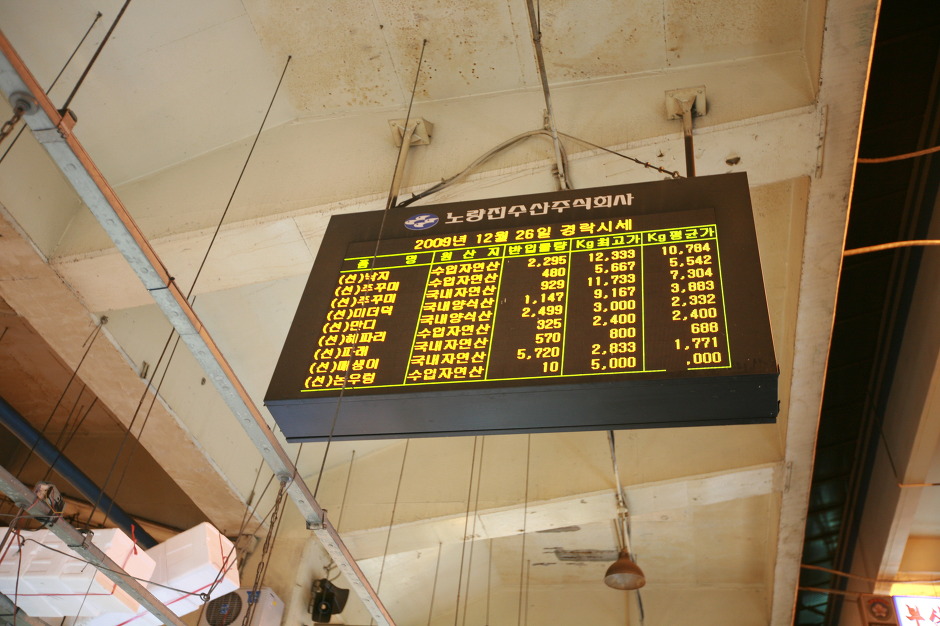 노량진수산주식회사
2009년 12월 26일 경락시세
품 명 원산지 반입물량 Kg최고가 Kg평균가
(선)낙지 수입자연산 2,295 12,333 10,784
(선)쭈꾸미 수입자연산 480 5,667 5,542
(선)쭈꾸미 국내자연산 929 11,733 7,304
(선)미더덕 국내양식산 1,147 9,167 3,883
(선)만디 국내양식산 2,499 3,000 2,332
(선)해파리 수입자연산 325 2,400 2,400
(선)파래 국내자연산 570 800 688
(선)매생이 국내자연산 5,720 2,833 1,771
(선)논우렁 수입자연산 10 5,000 ,000